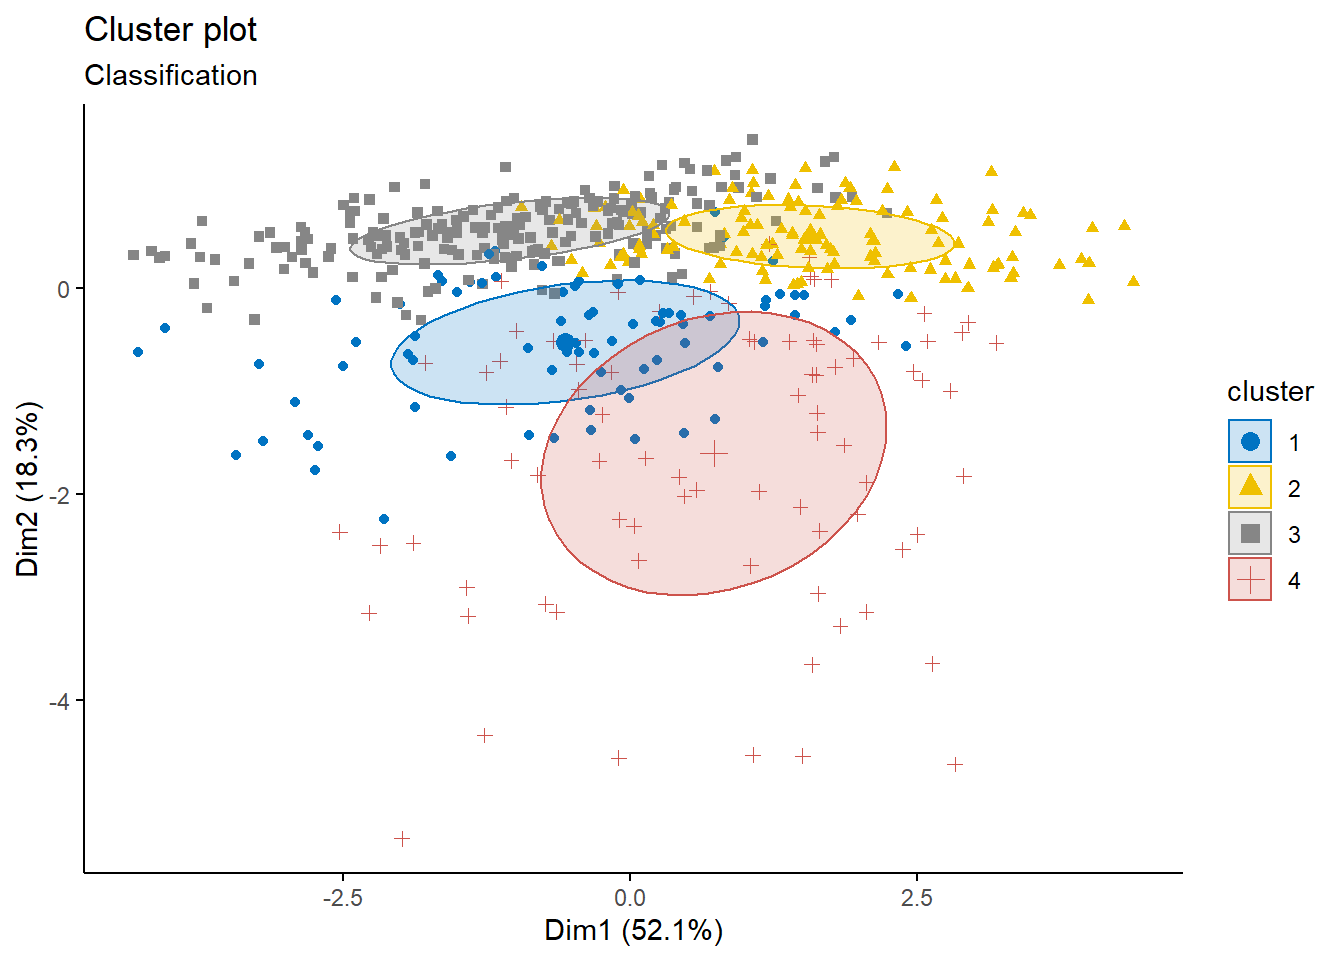 Cluster plot
Classification
0
-2
-4
-2.5
0.0
2.5
Dim1 (52.1%)
Dim2 (18.3%)
cluster
1
2
3
4